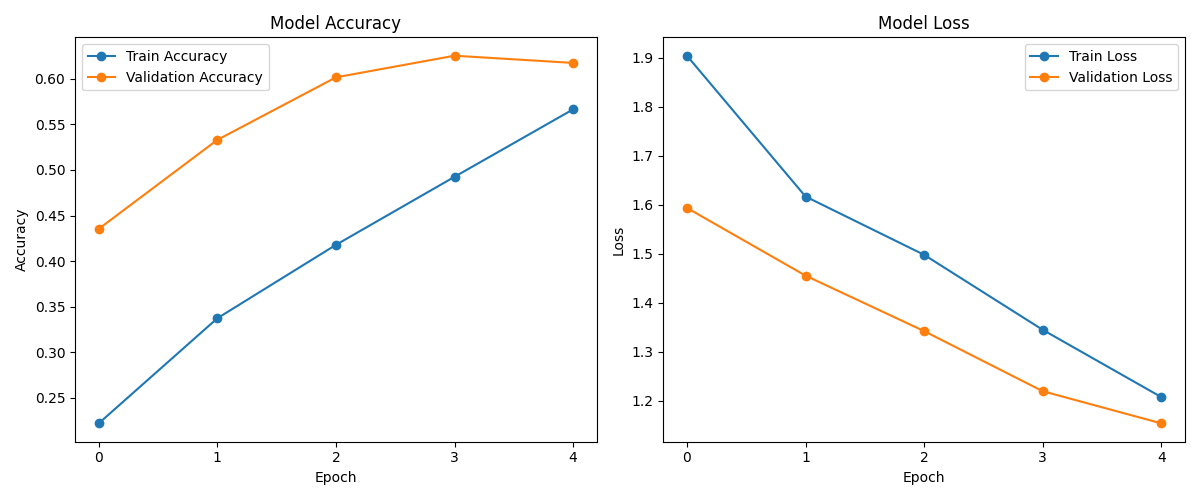 Model Accuracy
Train Accuracy
Validation Accuracy
0.60
0.55
0.50
0.45
0.40
0.35
0.30
0.25
Accuracy
0 1 2 3 4
Epoch
Model Loss
Train Loss
Validation Loss
1.9
1.8
1.7
1.6
1.5
1.4
1.3
1.2
Loss
0 1 2 3 4
Epoch